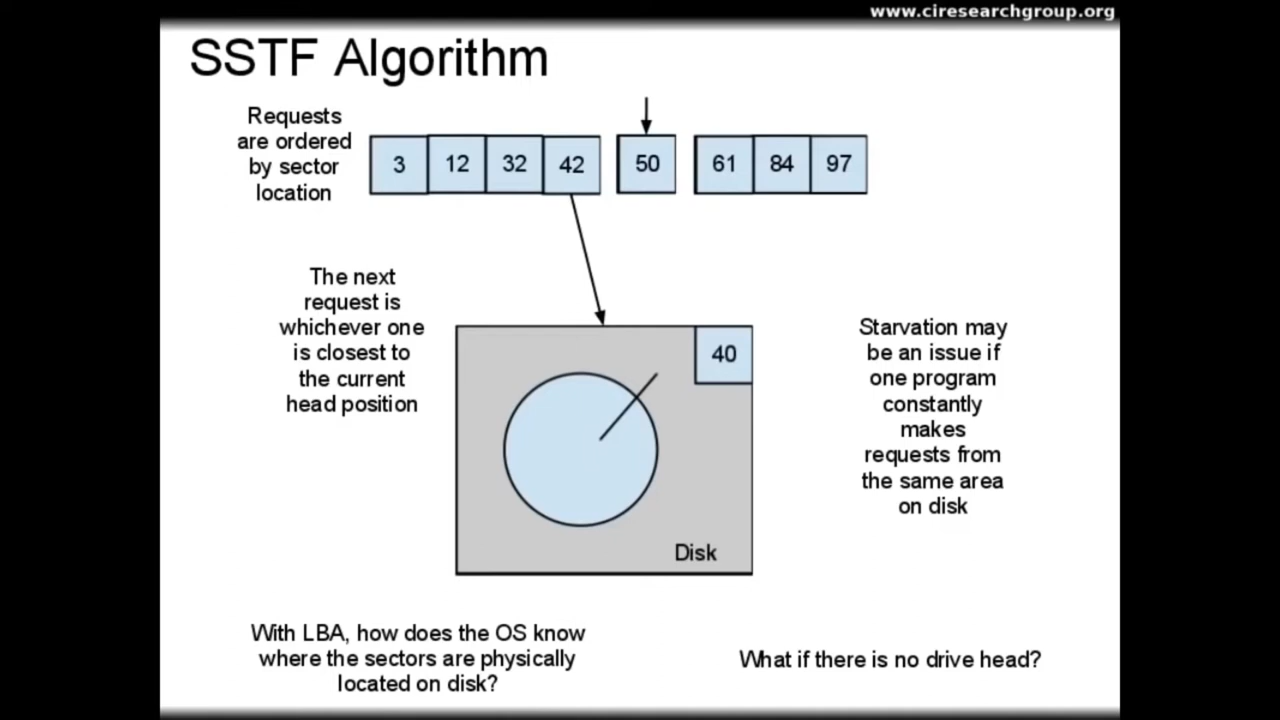 www.ciresearchgroup.org
SSTF Algorithm
Requests
are ordered
by sector
location
3 12 32 42 50 61 84 97
The next
request is
whichever one
is closest to
the current
head position
40
Disk
Starvation may
be an issue if
one program
constantly
makes
requests from
the same area
on disk
With LBA, how does the OS know
where the sectors are physically
located on disk?
What if there is no drive head?